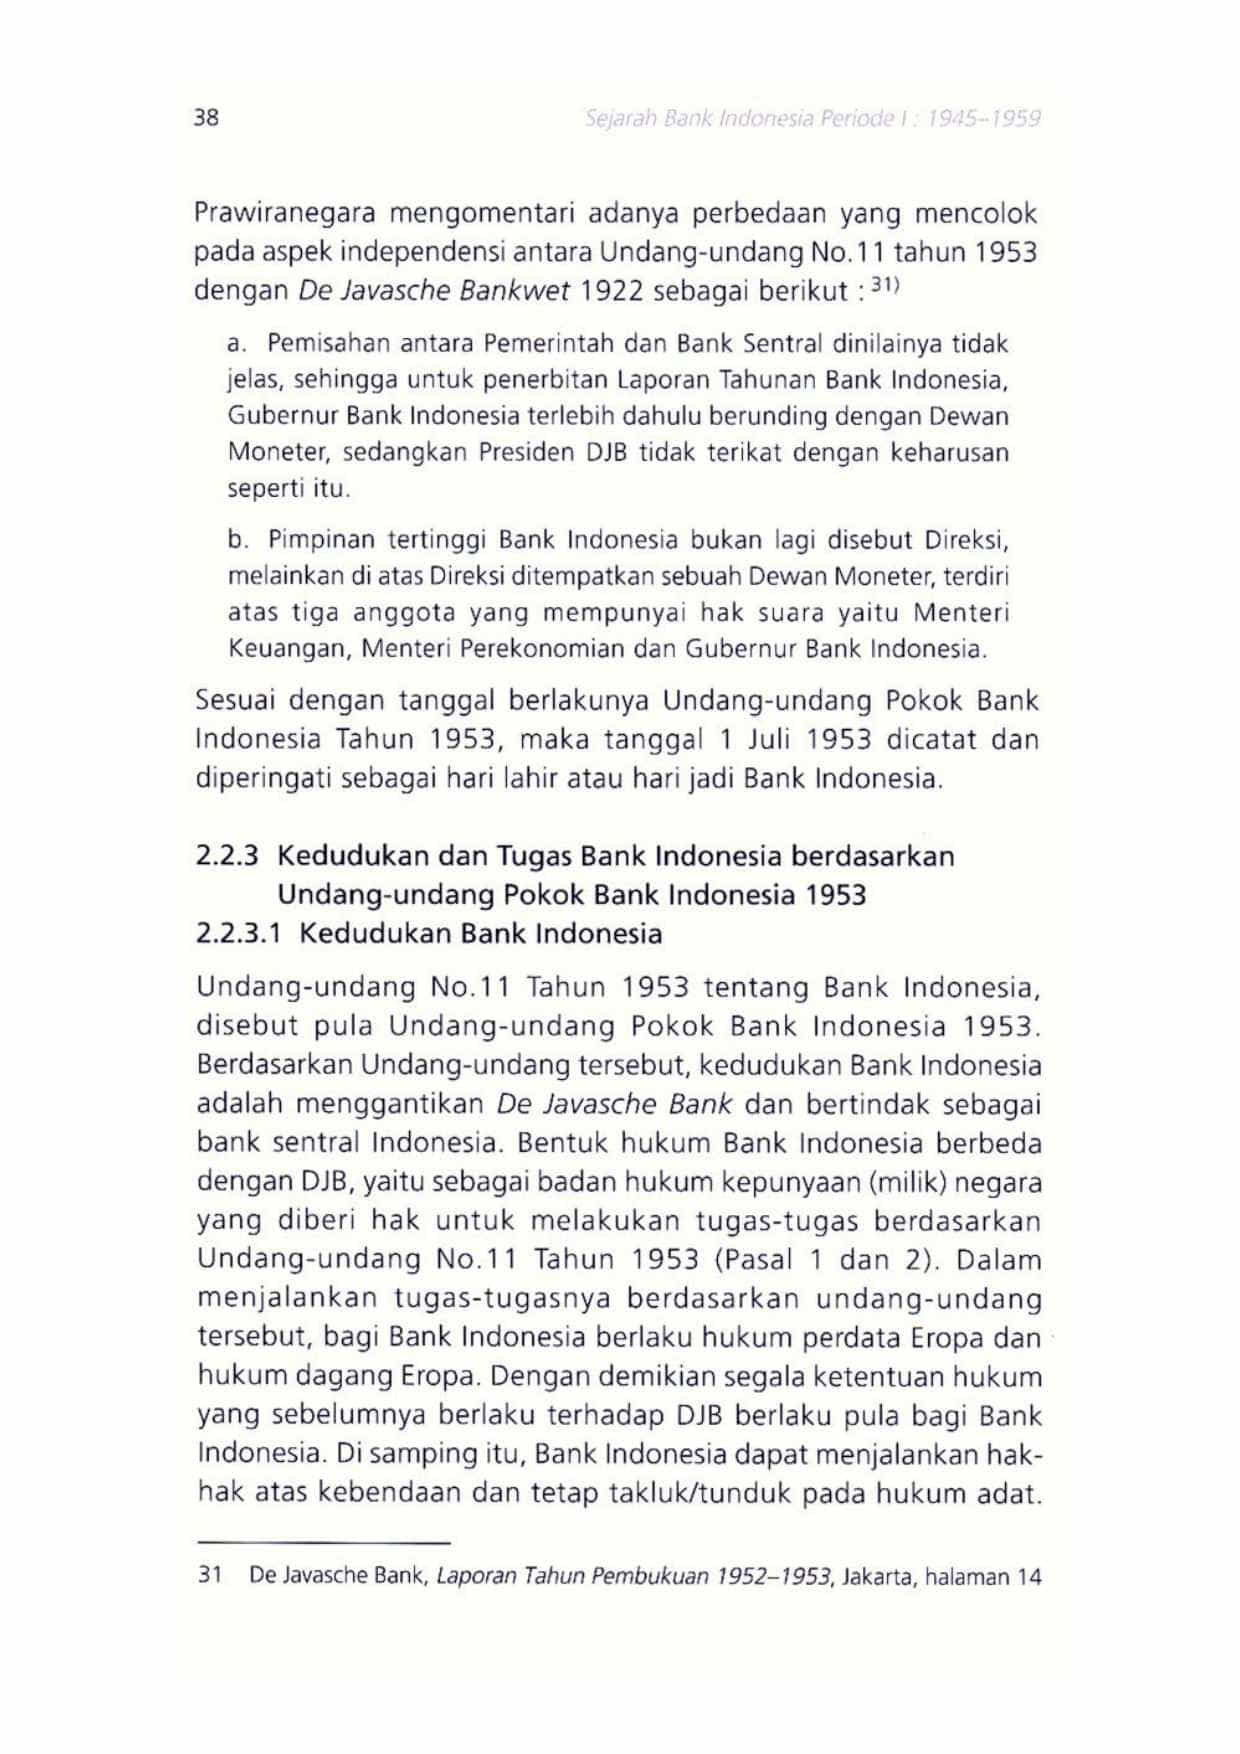 38
Sejarah Bank Indonesia Periode I : 1945–1959
Prawiranegara mengomentari adanya perbedaan yang mencolok
pada aspek independensi antara Undang-undang No.11 tahun 1953
dengan De Javasche Bankwet 1922 sebagai berikut : 31)
a. Pemisahan antara Pemerintah dan Bank Sentral dinilainya tidak
jelas, sehingga untuk penerbitan Laporan Tahunan Bank Indonesia,
Gubernur Bank Indonesia terlebih dahulu berunding dengan Dewan
Moneter, sedangkan Presiden DJB tidak terikat dengan keharusan
seperti itu.
b. Pimpinan tertinggi Bank Indonesia bukan lagi disebut Direksi,
melainkan di atas Direksi ditempatkan sebuah Dewan Moneter, terdiri
atas tiga anggota yang mempunyai hak suara yaitu Menteri
Keuangan, Menteri Perekonomian dan Gubernur Bank Indonesia.
Sesuai dengan tanggal berlakunya Undang-undang Pokok Bank
Indonesia Tahun 1953, maka tanggal 1 Juli 1953 dicatat dan
diperingati sebagai hari lahir atau hari jadi Bank Indonesia.
2.2.3 Kedudukan dan Tugas Bank Indonesia berdasarkan
Undang-undang Pokok Bank Indonesia 1953
2.2.3.1 Kedudukan Bank Indonesia
Undang-undang No.11 Tahun 1953 tentang Bank Indonesia,
disebut pula Undang-undang Pokok Bank Indonesia 1953.
Berdasarkan Undang-undang tersebut, kedudukan Bank Indonesia
adalah menggantikan De Javasche Bank dan bertindak sebagai
bank sentral Indonesia. Bentuk hukum Bank Indonesia berbeda
dengan DJB, yaitu sebagai badan hukum kepunyaan (milik) negara
yang diberi hak untuk melakukan tugas-tugas berdasarkan
Undang-undang No.11 Tahun 1953 (Pasal 1 dan 2). Dalam
menjalankan tugas-tugasnya berdasarkan undang-undang
tersebut, bagi Bank Indonesia berlaku hukum perdata Eropa dan
hukum dagang Eropa. Dengan demikian segala ketentuan hukum
yang sebelumnya berlaku terhadap DJB berlaku pula bagi Bank
Indonesia. Di samping itu, Bank Indonesia dapat menjalankan hak-
hak atas kebendaan dan tetap takluk/tunduk pada hukum adat.
31 De Javasche Bank, Laporan Tahun Pembukuan 1952–1953, Jakarta, halaman 14